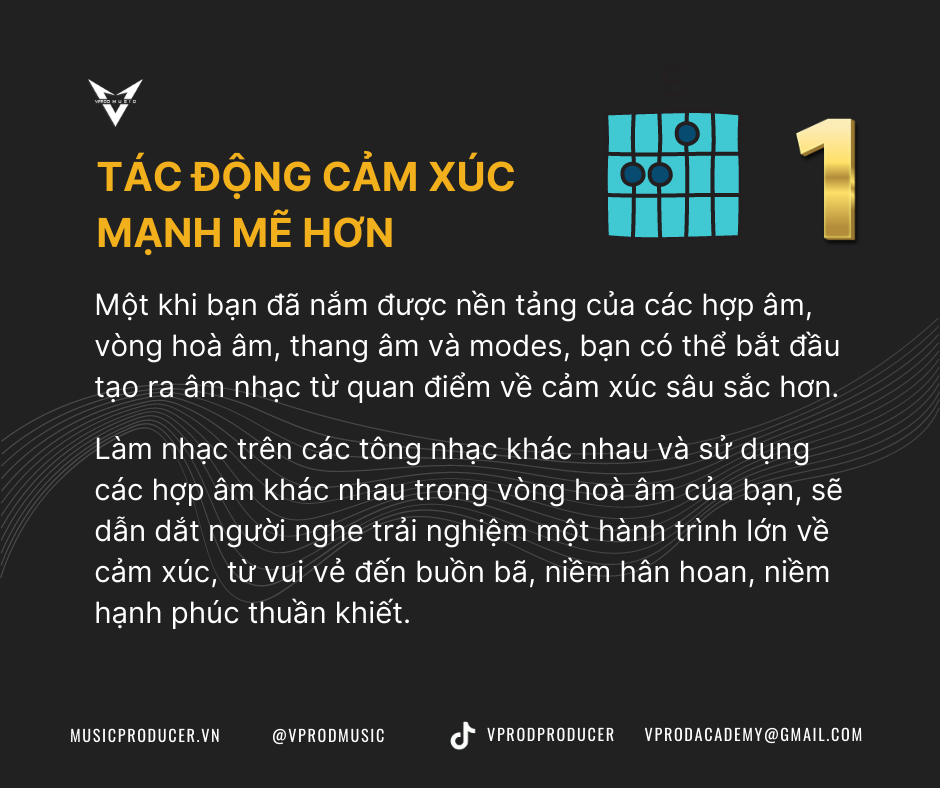 VPROD MUSIC
1
TÁC ĐỘNG CẢM XÚC
MẠNH MẼ HƠN
Một khi bạn đã nắm được nền tảng của các hợp âm,
vòng hoà âm, thang âm và modes, bạn có thể bắt đầu
tạo ra âm nhạc từ quan điểm về cảm xúc sâu sắc hơn.
Làm nhạc trên các tông nhạc khác nhau và sử dụng
các hợp âm khác nhau trong vòng hoà âm của bạn, sẽ
dẫn dắt người nghe trải nghiệm một hành trình lớn về
cảm xúc, từ vui vẻ đến buồn bã, niềm hân hoan, niềm
hạnh phúc thuần khiết.
MUSICPRODUCER.VN @VPRODMUSIC VPRODPRODUCER VPRODACADEMY@GMAIL.COM